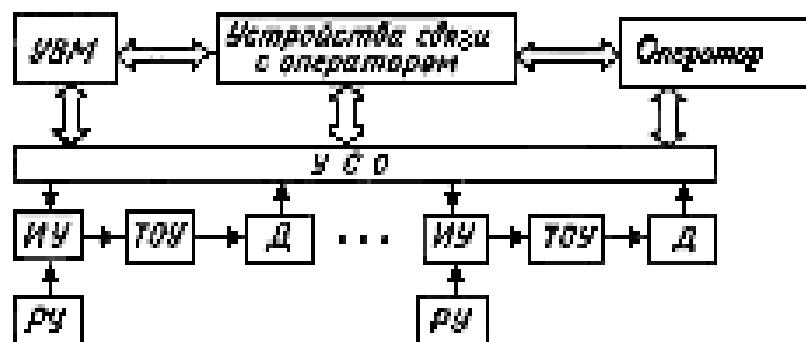 УВМ
Устройства связи
с оператором
Оператор
У С О
ИУ
ТОУ
Д
...
ИУ
ТОУ
Д
РУ
РУ